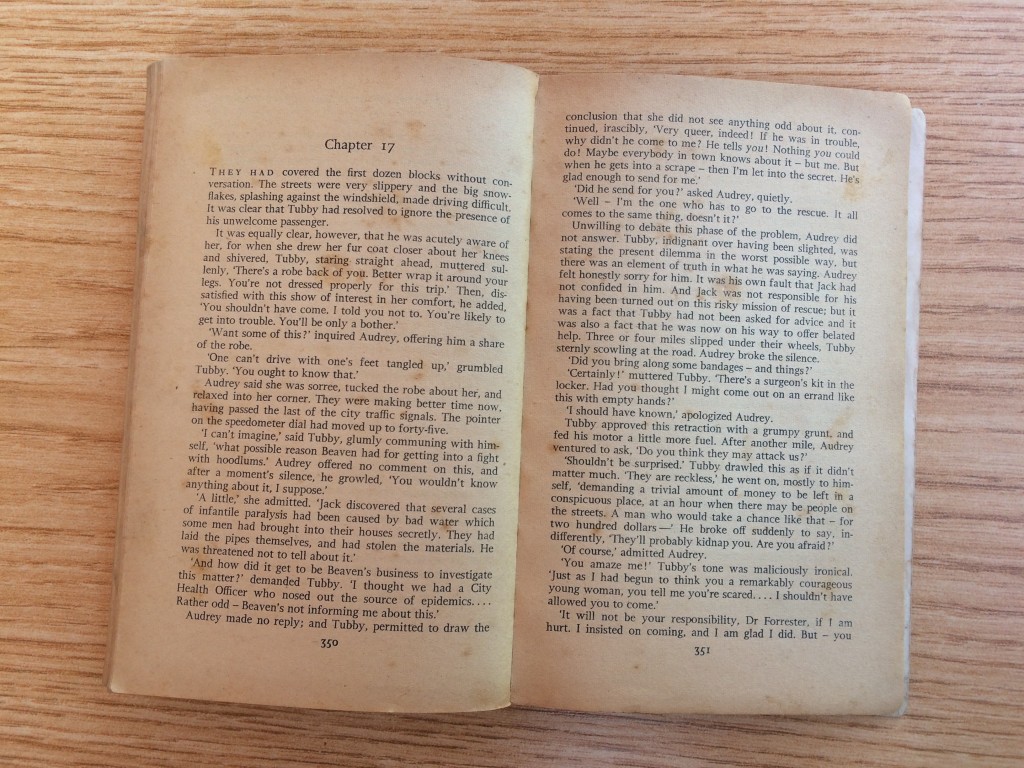 Chapter 17
THEY HAD covered the first dozen blocks without con-
versation. The streets were very slippery and the big snow-
flakes, splashing against the windshield, made driving difficult.
It was clear that Tubby had resolved to ignore the presence of
his unwelcome passenger.
It was equally clear, however, that he was acutely aware of
her, for when she drew her fur coat closer about her knees
and shivered, Tubby, staring straight ahead, muttered sul-
lenly, 'There's a robe back of you. Better wrap it around your
legs. You're not dressed properly for this trip.' Then, dis-
satisfied with this show of interest in her comfort, he added,
'You shouldn't have come. I told you not to. You're likely to
get into trouble. You'll be only a bother.'
'Want some of this?' inquired Audrey, offering him a share
of the robe.
'One can't drive with one's feet tangled up,' grumbled
Tubby. 'You ought to know that.'
Audrey said she was sorree, tucked the robe about her, and
relaxed into her corner. They were making better time now,
having passed the last of the city traffic signals. The pointer
on the speedometer dial had moved up to forty-five.
'I can't imagine,' said Tubby, glumly communing with him-
self, 'what possible reason Beaven had for getting into a fight
with hoodlums.' Audrey offered no comment on this, and
after a moment's silence, he growled, 'You wouldn't know
anything about it, I suppose.'
'A little,' she admitted. 'Jack discovered that several cases
of infantile paralysis had been caused by bad water which
some men had brought into their houses secretly. They had
laid the pipes themselves, and had stolen the materials. He
was threatened not to tell about it.'
'And how did it get to be Beaven's business to investigate
this matter?' demanded Tubby. 'I thought we had a City
Health Officer who nosed out the source of epidemics....
Rather odd – Beaven's not informing me about this.'
Audrey made no reply; and Tubby, permitted to draw the
350
conclusion that she did not see anything odd about it, con-
tinued, irascibly, 'Very queer, indeed! If he was in trouble,
why didn't he come to me? He tells you! Nothing you could
do! Maybe everybody in town knows about it – but me. But
when he gets into a scrape – then I'm let into the secret. He's
glad enough to send for me.'
'Did he send for you?' asked Audrey, quietly.
'Well – I'm the one who has to go to the rescue. It all
comes to the same thing, doesn't it?'
Unwilling to debate this phase of the problem, Audrey did
not answer. Tubby, indignant over having been slighted, was
stating the present dilemma in the worst possible way, but
there was an element of truth in what he was saying. Audrey
felt honestly sorry for him. It was his own fault that Jack had
not confided in him. And Jack was not responsible for his
having been turned out on this risky mission of rescue; but it
was a fact that Tubby had not been asked for advice and it
was also a fact that he was now on his way to offer belated
help. Three or four miles slipped under their wheels, Tubby
sternly scowling at the road. Audrey broke the silence.
'Did you bring along some bandages – and things?'
'Certainly!' muttered Tubby. 'There's a surgeon's kit in the
locker. Had you thought I might come out on an errand like
this with empty hands?'
'I should have known,' apologized Audrey.
Tubby approved this retraction with a grumpy grunt, and
fed his motor a little more fuel. After another mile, Audrey
ventured to ask, 'Do you think they may attack us?'
'Shouldn't be surprised.' Tubby drawled this as if it didn't
matter much. 'They are reckless,' he went on, mostly to him-
self, 'demanding a trivial amount of money to be left in a
conspicuous place, at an hour when there may be people on
the streets. A man who would take a chance like that – for
two hundred dollars —' He broke off suddenly to say, in-
differently, 'They'll probably kidnap you. Are you afraid?'
'Of course,' admitted Audrey.
'You amaze me!' Tubby's tone was maliciously ironical.
'Just as I had begun to think you a remarkably courageous
young woman, you tell me you're scared.... I shouldn't have
allowed you to come.'
'It will not be your responsibility, Dr Forrester, if I am
hurt. I insisted on coming, and I am glad I did. But – you
351